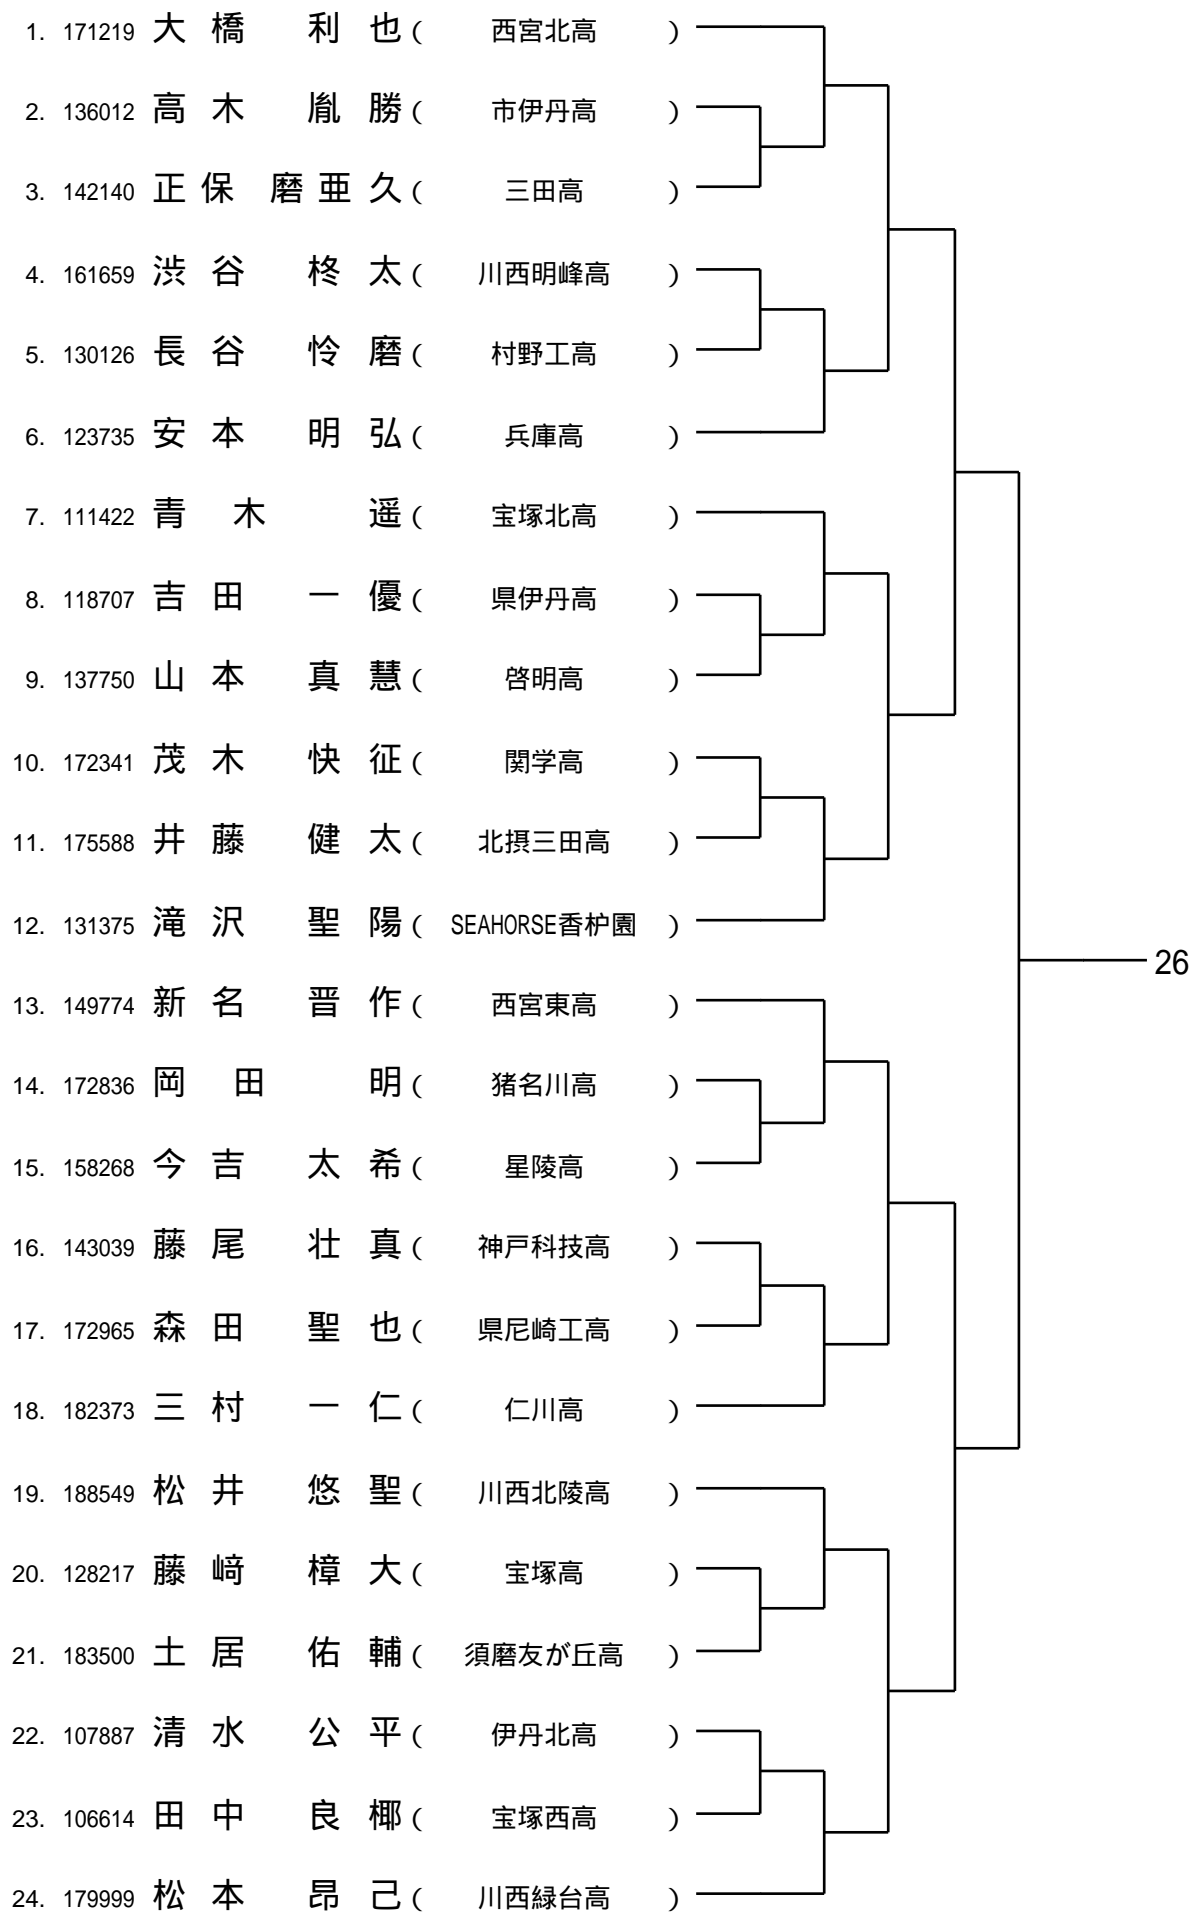 1. 171219 大橋 利也 ( 西宮北高 )
2. 136012 高木 胤勝 ( 市伊丹高 )
3. 142140 正保 磨亜久 ( 三田高 )
4. 161659 渋谷 柊太 ( 川西明峰高 )
5. 130126 長谷 怜磨 ( 村野工高 )
6. 123735 安本 明弘 ( 兵庫高 )
7. 111422 青木 遥 ( 宝塚北高 )
8. 118707 吉田 一優 ( 県伊丹高 )
9. 137750 山本 真慧 ( 啓明高 )
10. 172341 茂木 快征 ( 関学高 )
11. 175588 井藤 健太 ( 北摂三田高 )
12. 131375 滝沢 聖陽 ( SEAHORSE香枦園 )
26
13. 149774 新名 晋作 ( 西宮東高 )
14. 172836 岡田 明 ( 猪名川高 )
15. 158268 今吉 太希 ( 星陵高 )
16. 143039 藤尾 壮真 ( 神戸科技高 )
17. 172965 森田 聖也 ( 県尼崎工高 )
18. 182373 三村 一仁 ( 仁川高 )
19. 188549 松井 悠聖 ( 川西北陵高 )
20. 128217 藤﨑 樟大 ( 宝塚高 )
21. 183500 土居 佑輔 ( 須磨友が丘高 )
22. 107887 清水 公平 ( 伊丹北高 )
23. 106614 田中 良椰 ( 宝塚西高 )
24. 179999 松本 昂己 ( 川西緑台高 )